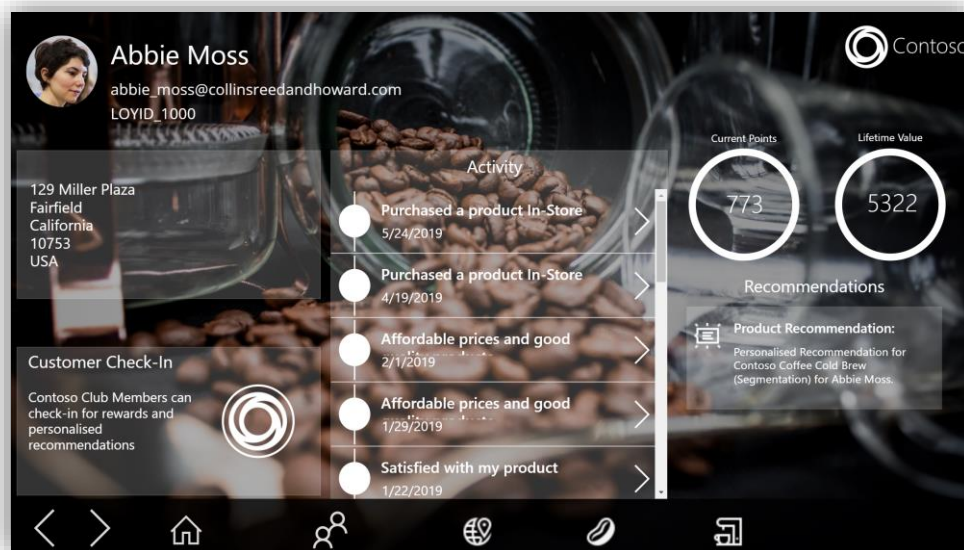 Abbie Moss
abbie_moss@collinsreedandhoward.com
LOYID_1000
Contoso
129 Miller Plaza
Fairfield
California
10753
USA
Customer Check-In
Contoso Club Members can
check-in for rewards and
personalised
recommendations
Activity
Purchased a product In-Store
5/24/2019
Purchased a product In-Store
4/19/2019
Affordable prices and good
2/1/2019
Affordable prices and good
1/29/2019
Satisfied with my product
1/22/2019
Current Points
773
Lifetime Value
5322
Recommendations
Product Recommendation:
Personalised Recommendation for
Contoso Coffee Cold Brew
(Segmentation) for Abbie Moss.